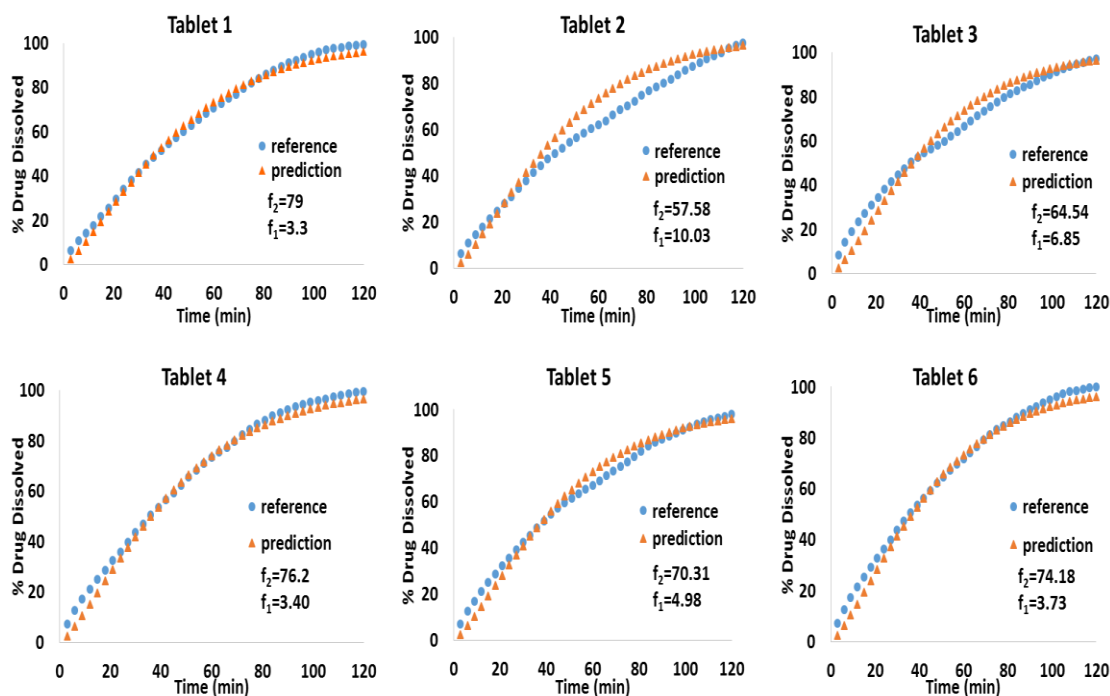 Tablet 1
% Drug Dissolved
100
80
60
40
20
0
reference
prediction
f₂=79
f₁=3.3
0 20 40 60 80 100 120
Time (min)
Tablet 2
% Drug Dissolved
100
80
60
40
20
0
reference
prediction
f₂=57.58
f₁=10.03
0 20 40 60 80 100 120
Time (min)
Tablet 3
% Drug Dissolved
100
80
60
40
20
0
reference
prediction
f₂=64.54
f₁=6.85
0 20 40 60 80 100 120
Time (min)
Tablet 4
% Drug Dissolved
100
80
60
40
20
0
reference
prediction
f₂=76.2
f₁=3.40
0 20 40 60 80 100 120
Time (min)
Tablet 5
% Drug Dissolved
100
80
60
40
20
0
reference
prediction
f₂=70.31
f₁=4.98
0 20 40 60 80 100 120
Time (min)
Tablet 6
% Drug Dissolved
100
80
60
40
20
0
reference
prediction
f₂=74.18
f₁=3.73
0 20 40 60 80 100 120
Time (min)